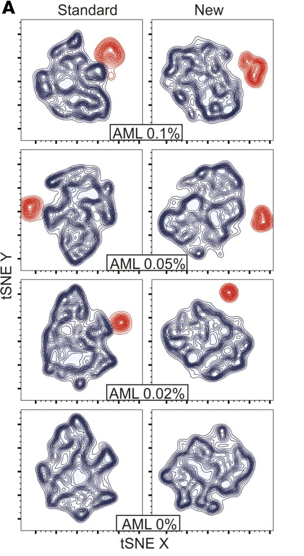 A
Standard New
AML 0.1%
AML 0.05%
AML 0.02%
AML 0%
tSNE Y
tSNE X